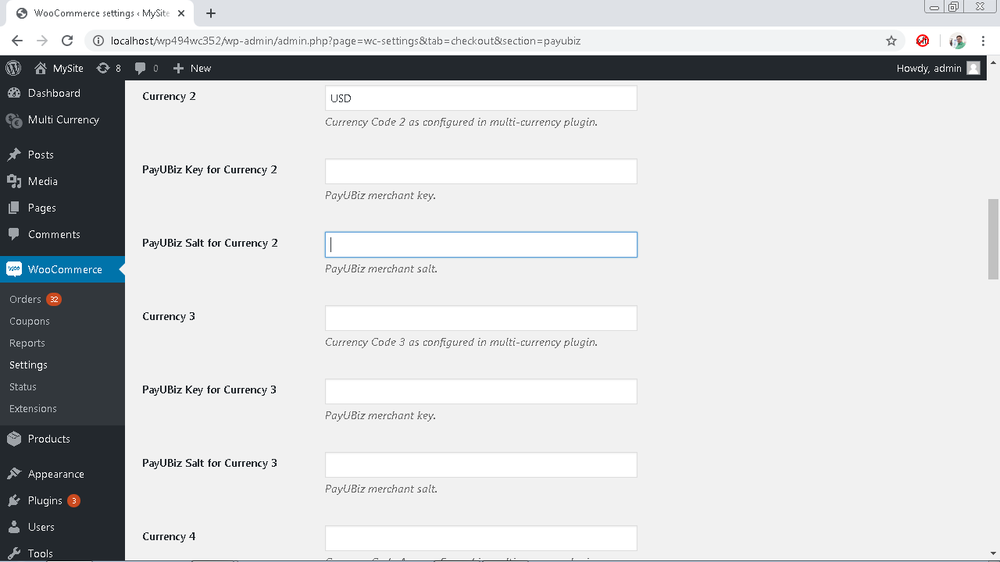 WooCommerce settings ‹ MySite
localhost/wp494wc352/wp-admin/admin.php?page=wc-settings&tab=checkout&section=payubiz
MySite 8 0 New Howdy, admin
Dashboard
Multi Currency
Posts
Media
Pages
Comments
WooCommerce
Orders 32
Coupons
Reports
Settings
Status
Extensions
Products
Appearance
Plugins 3
Users
Tools
Currency 2 USD
Currency Code 2 as configured in multi-currency plugin.
PayUBiz Key for Currency 2
PayUBiz merchant key.
PayUBiz Salt for Currency 2
PayUBiz merchant salt.
Currency 3
Currency Code 3 as configured in multi-currency plugin.
PayUBiz Key for Currency 3
PayUBiz merchant key.
PayUBiz Salt for Currency 3
PayUBiz merchant salt.
Currency 4